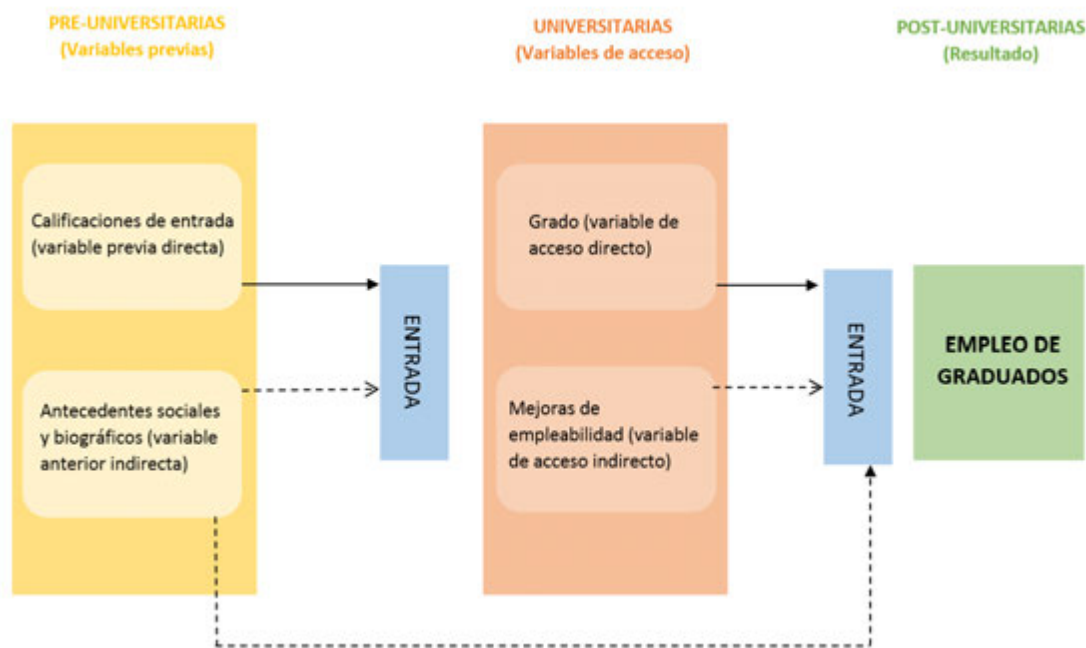 PRE-UNIVERSITARIAS
(Variables previas)
UNIVERSITARIAS
(Variables de acceso)
POST-UNIVERSITARIAS
(Resultado)
Calificaciones de entrada
(variable previa directa)
Antecedentes sociales
y biográficos (variable
anterior indirecta)
ENTRADA
Grado (variable de
acceso directo)
Mejoras de
empleabilidad (variable
de acceso indirecto)
ENTRADA
EMPLEO DE
GRADUADOS